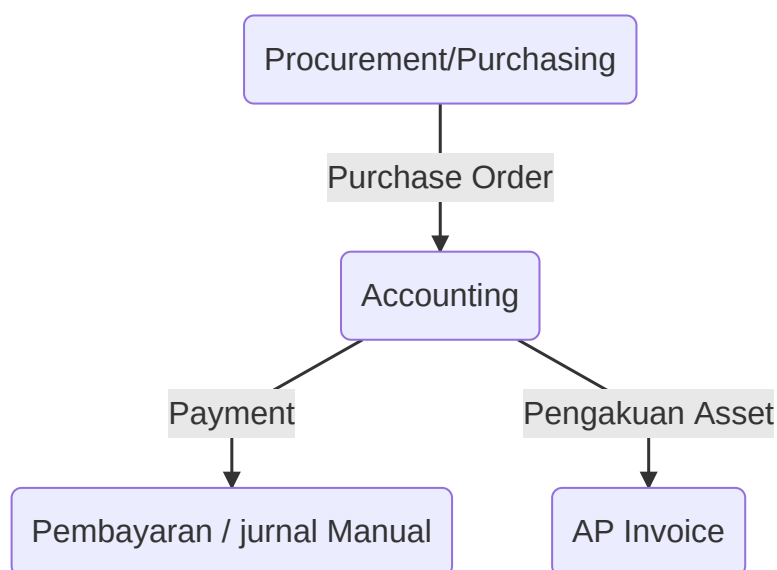 Procurement/Purchasing
Purchase Order
Accounting
Payment
Pengakuan Asset
Pembayaran / jurnal Manual
AP Invoice